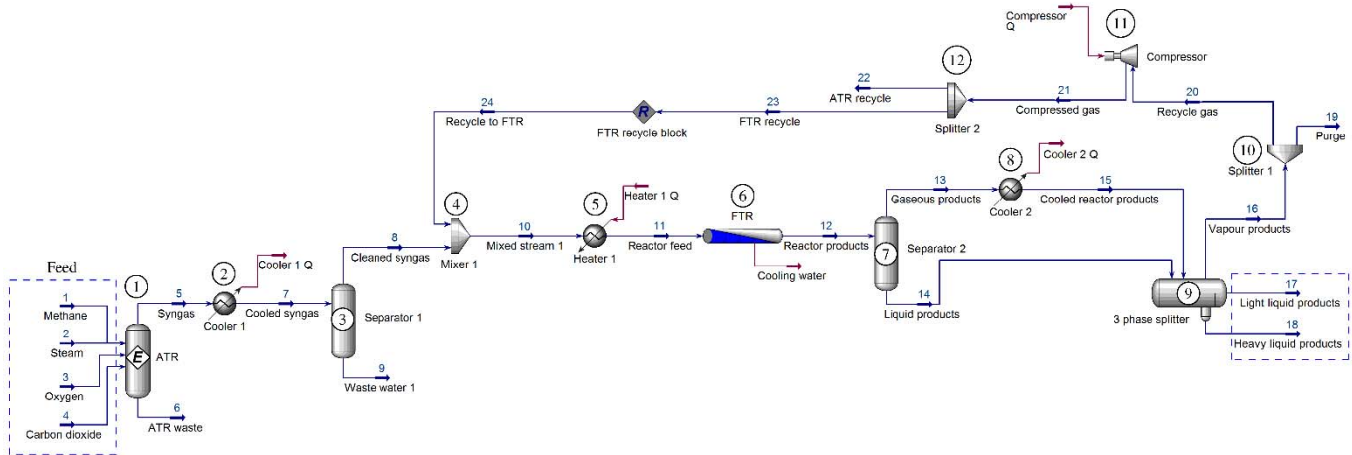 Compressor
Q
11
Compressor
12
22
ATR recycle
21
Compressed gas
20
Recycle gas
19
Purge
24
Recycle to FTR
R
FTR recycle block
23
FTR recycle
Splitter 2
10
Splitter 1
8
Cooler 2 Q
4
5
Heater 1 Q
6
FTR
13
Gaseous products
Cooler 2
15
Cooled reactor products
16
Vapour products
8
Cleaned syngas
Mixer 1
10
Mixed stream 1
Heater 1
11
Reactor feed
12
Reactor products
Cooling water
7
Separator 2
14
Liquid products
9
3 phase splitter
17
Light liquid products
18
Heavy liquid products
Feed
1
Methane
2
Steam
3
Oxygen
4
Carbon dioxide
1
E
ATR
5
Syngas
6
ATR waste
2
Cooler 1 Q
Cooler 1
7
Cooled syngas
3
Separator 1
9
Waste water 1